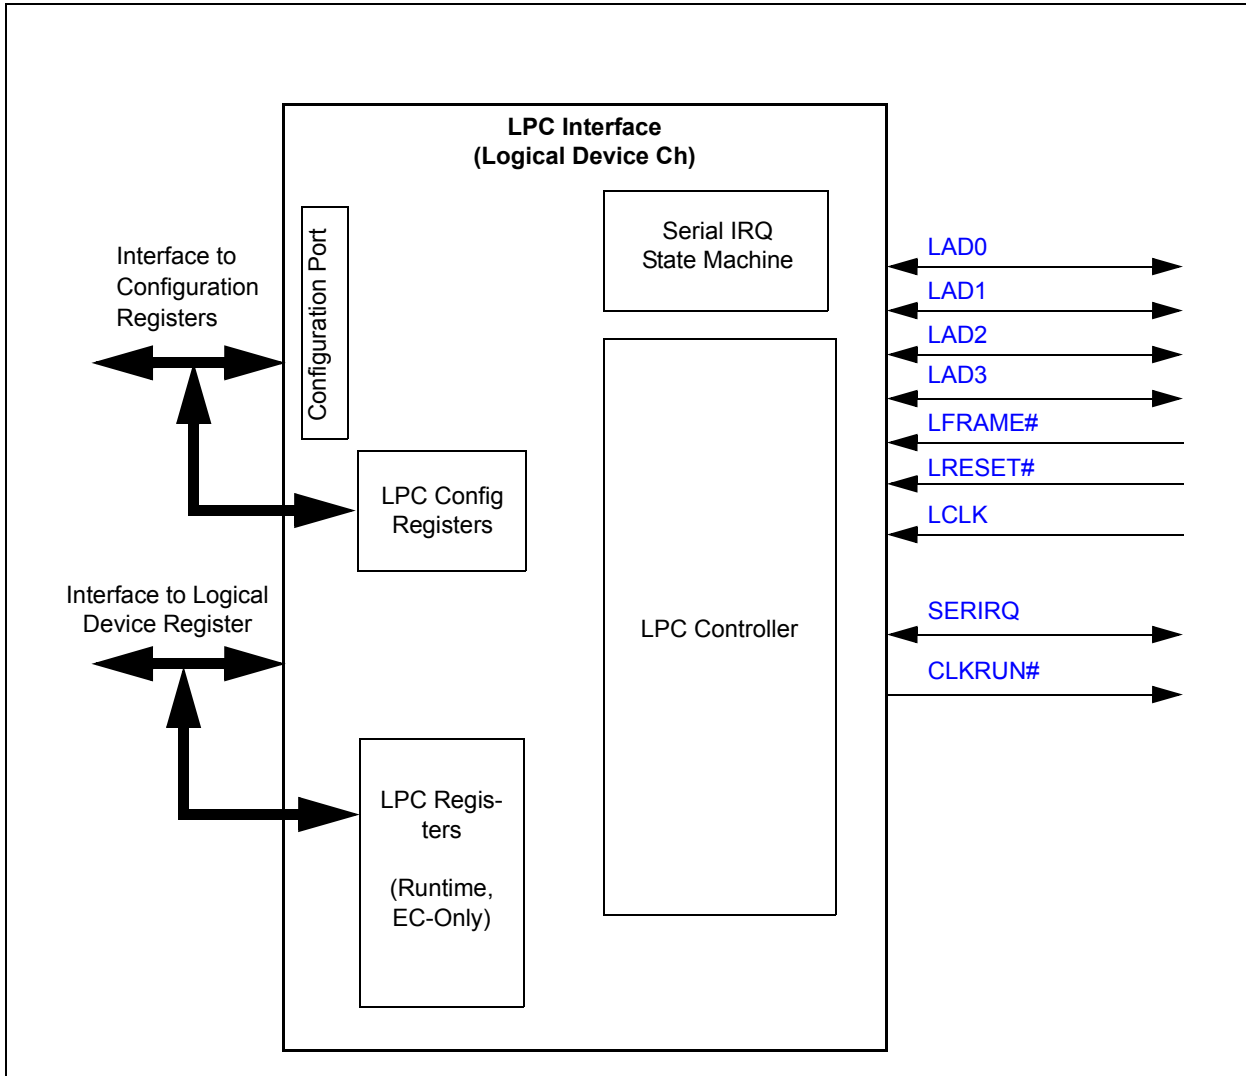 LPC Interface
(Logical Device Ch)
Interface to
Configuration
Registers
Configuration Port
Serial IRQ
State Machine
LPC Config
Registers
Interface to Logical
Device Register
LPC Regis-
ters
(Runtime,
EC-Only)
LPC Controller
LAD0
LAD1
LAD2
LAD3
LFRAME#
LRESET#
LCLK
SERIRQ
CLKRUN#